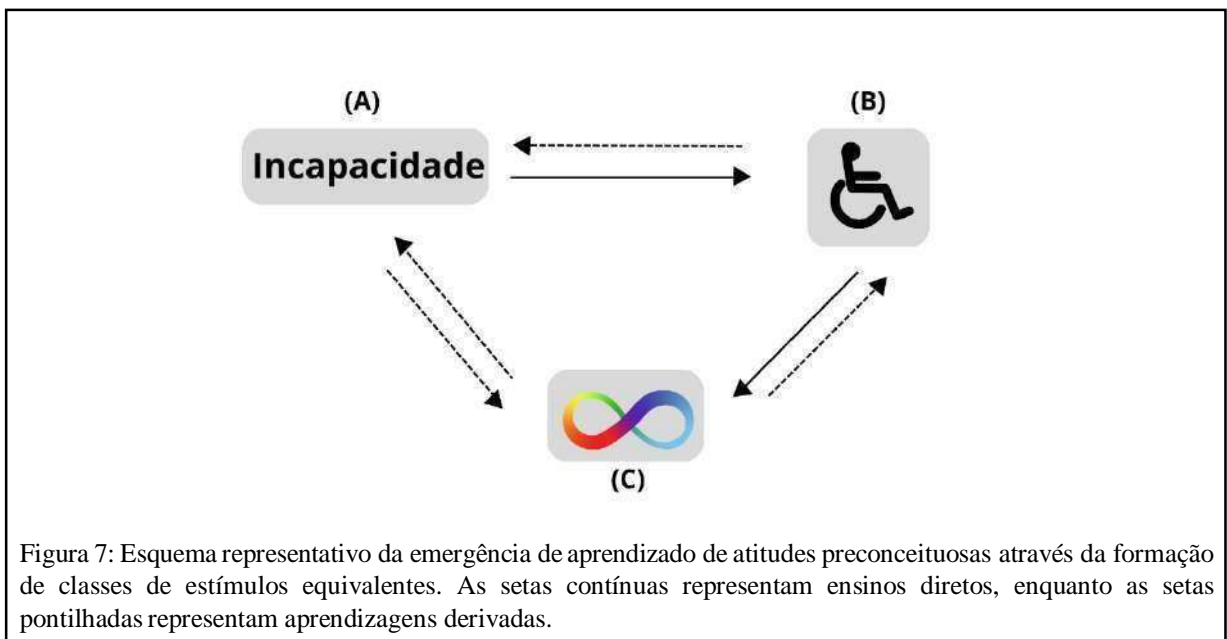 (A)
(B)
Incapacidade
(C)
Figura 7: Esquema representativo da emergência de aprendizado de atitudes preconceituosas através da formação
de classes de estímulos equivalentes. As setas contínuas representam ensinos diretos, enquanto as setas
pontilhadas representam aprendizagens derivadas.